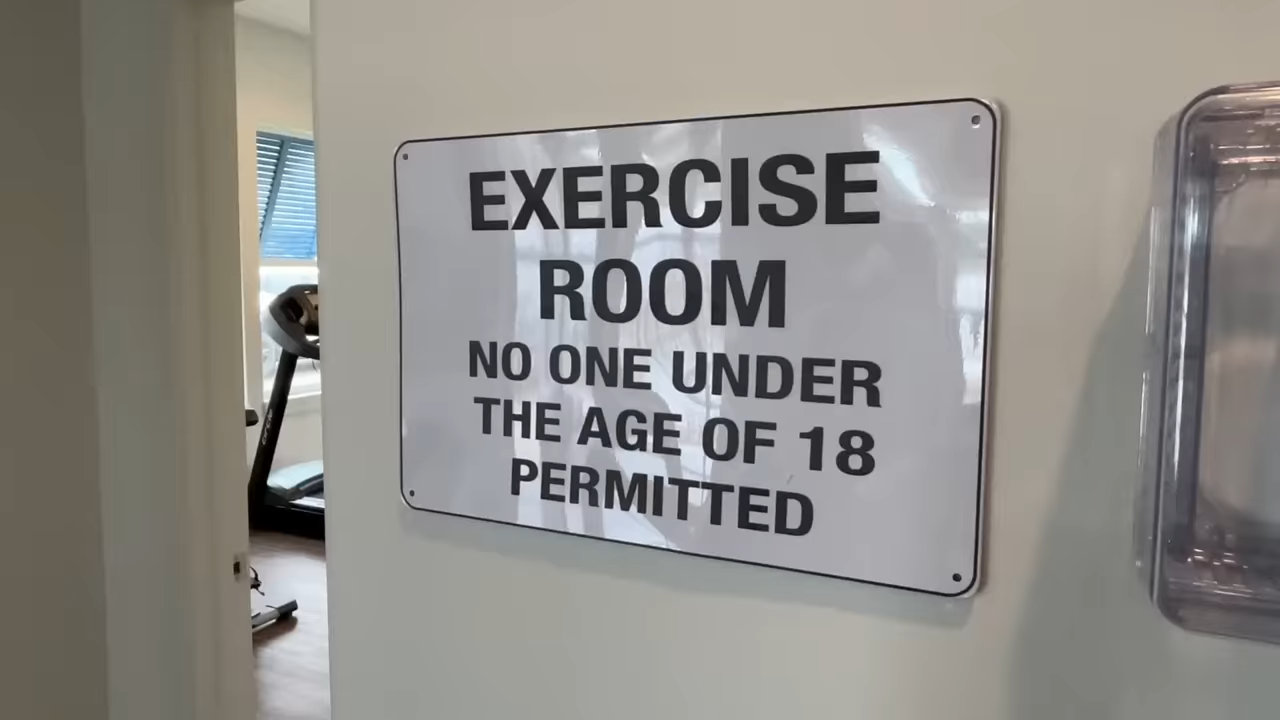 EXERCISE
ROOM
NO ONE UNDER
THE AGE OF 18
PERMITTED